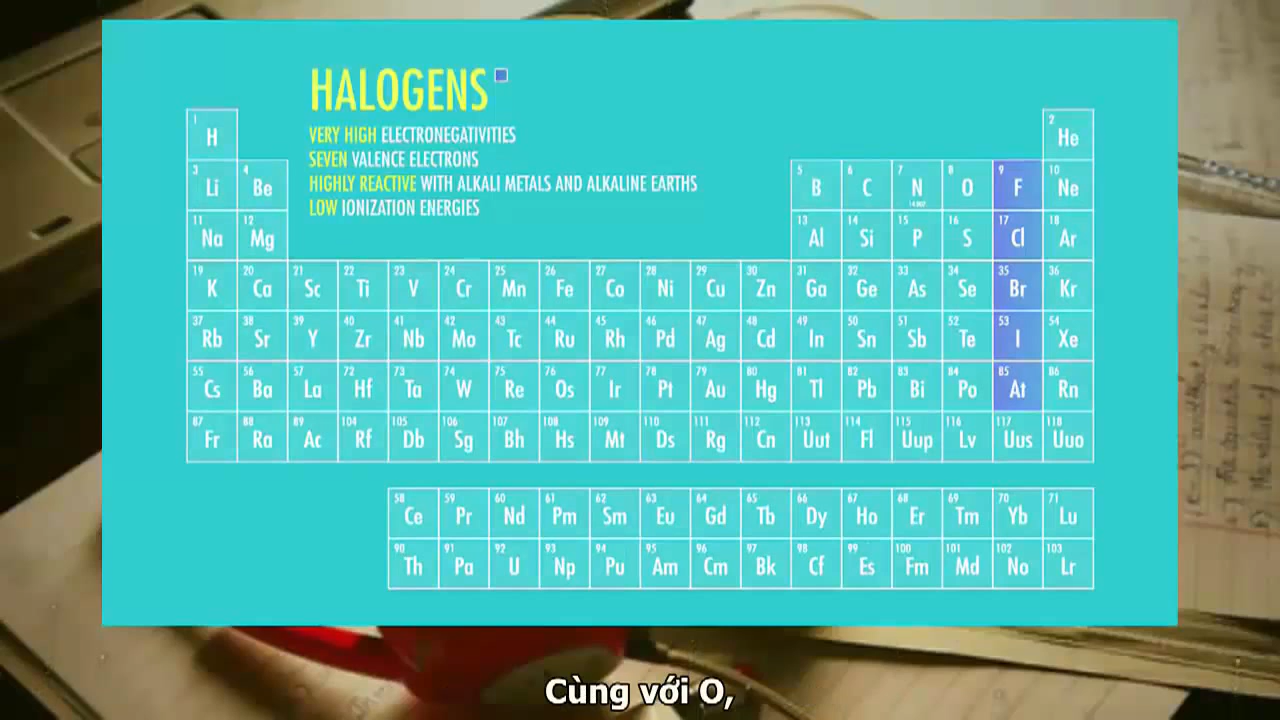 HALOGENS
VERY HIGH ELECTRONEGATIVITIES
SEVEN VALENCE ELECTRONS
HIGHLY REACTIVE WITH ALKALI METALS AND ALKALINE EARTHS
LOW IONIZATION ENERGIES
1 H 2 He
3 Li 4 Be 5 B 6 C 7 N 8 O 9 F 10 Ne
11 Na 12 Mg 13 Al 14 Si 15 P 16 S 17 Cl 18 Ar
19 K 20 Ca 21 Sc 22 Ti 23 V 24 Cr 25 Mn 26 Fe 27 Co 28 Ni 29 Cu 30 Zn 31 Ga 32 Ge 33 As 34 Se 35 Br 36 Kr
37 Rb 38 Sr 39 Y 40 Zr 41 Nb 42 Mo 43 Tc 44 Ru 45 Rh 46 Pd 47 Ag 48 Cd 49 In 50 Sn 51 Sb 52 Te 53 I 54 Xe
55 Cs 56 Ba 57 La 72 Hf 73 Ta 74 W 75 Re 76 Os 77 Ir 78 Pt 79 Au 80 Hg 81 Tl 82 Pb 83 Bi 84 Po 85 At 86 Rn
87 Fr 88 Ra 89 Ac 104 Rf 105 Db 106 Sg 107 Bh 108 Hs 109 Mt 110 Ds 111 Rg 112 Cn 113 Uut 114 Fl 115 Uup 116 Lv 117 Uus 118 Uuo
58 Ce 59 Pr 60 Nd 61 Pm 62 Sm 63 Eu 64 Gd 65 Tb 66 Dy 67 Ho 68 Er 69 Tm 70 Yb 71 Lu
90 Th 91 Pa 92 U 93 Np 94 Pu 95 Am 96 Cm 97 Bk 98 Cf 99 Es 100 Fm 101 Md 102 No 103 Lr
Cùng với O,